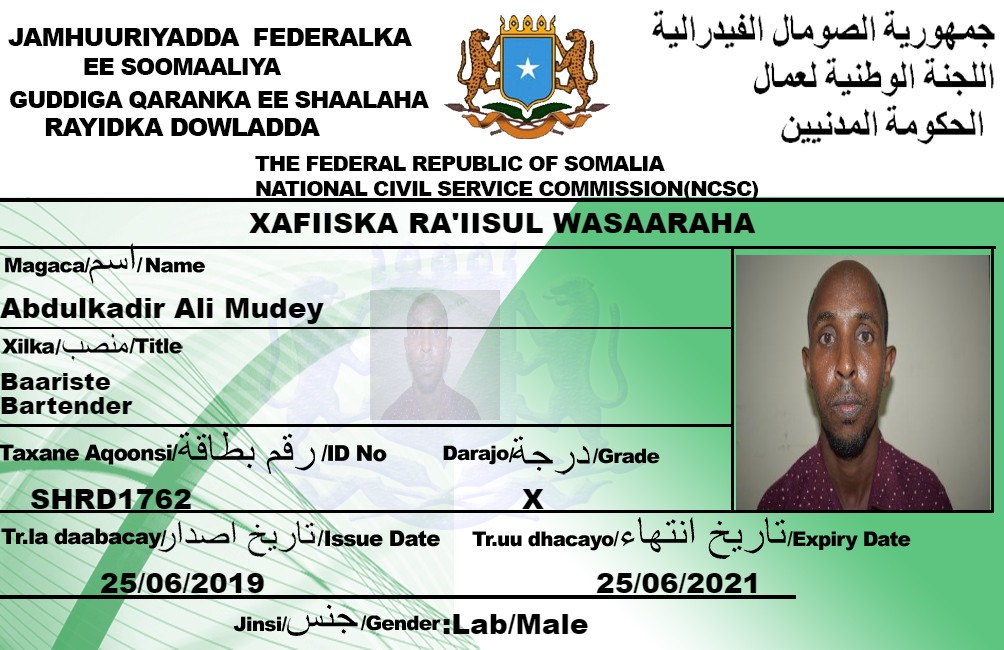 JAMHUURIYADDA FEDERALKA
EE SOOMAALIYA
GUDDIGA QARANKA EE SHAALAHA
RAYIDKA DOWLADDA
جمهورية الصومال الفيدرالية
اللجنة الوطنية لعمال
الحكومة المدنيين
THE FEDERAL REPUBLIC OF SOMALIA
NATIONAL CIVIL SERVICE COMMISSION(NCSC)
XAFIISKA RA'IISUL WASAARAHA
Magaca/اسم/Name
Abdulkadir Ali Mudey
Xilka/منصب/Title
Baariste
Bartender
Taxane Aqoonsi/رقم بطاقة/ID No
Darajo/درجة/Grade
SHRD1762
X
Tr.la daabacay/تاريخ اصدار/Issue Date
Tr.uu dhacayo/تاريخ انتهاء/Expiry Date
25/06/2019
25/06/2021
Jinsi/جنس/Gender:Lab/Male